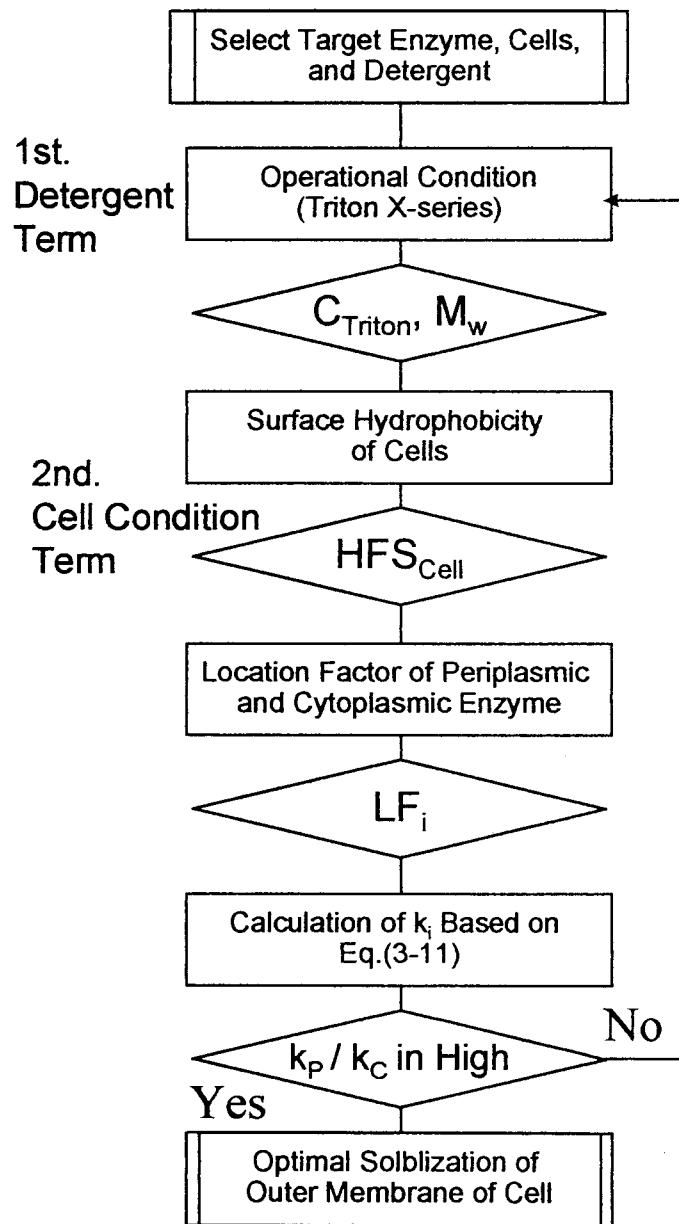 Select Target Enzyme, Cells,
and Detergent
1st.
Detergent
Term
Operational Condition
(Triton X-series)
C_Triton, M_w
Surface Hydrophobicity
of Cells
2nd.
Cell Condition
Term
HFS_Cell
Location Factor of Periplasmic
and Cytoplasmic Enzyme
LF_i
Calculation of k_i Based on
Eq.(3-11)
k_P / k_C in High
No
Yes
Optimal Solblization of
Outer Membrane of Cell